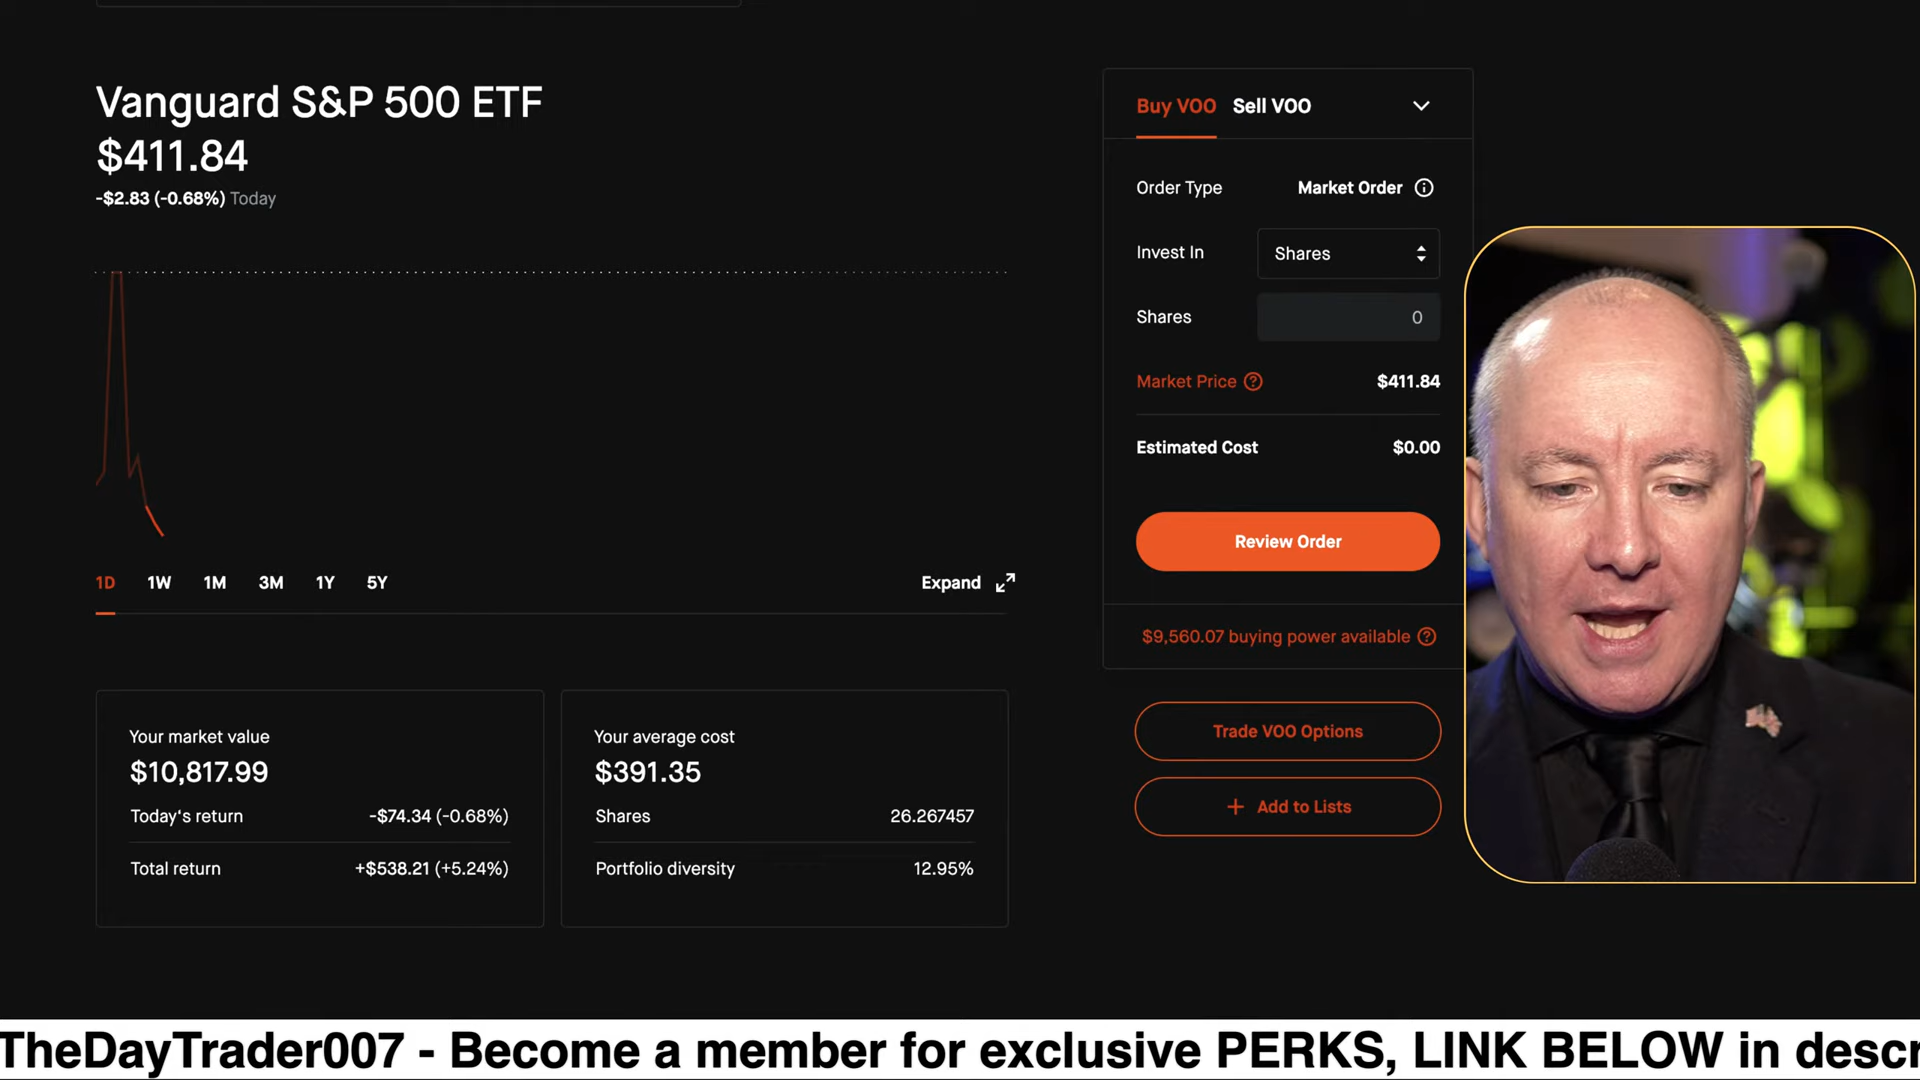 Vanguard S&P 500 ETF
$411.84
-$2.83 (-0.68%) Today
1D 1W 1M 3M 1Y 5Y
Expand
Your market value
$10,817.99
Today's return -$74.34 (-0.68%)
Total return +$538.21 (+5.24%)
Your average cost
$391.35
Shares 26.267457
Portfolio diversity 12.95%
Buy VOO Sell VOO
Order Type Market Order
Invest In Shares
Shares 0
Market Price $411.84
Estimated Cost $0.00
Review Order
$9,560.07 buying power available
Trade VOO Options
+ Add to Lists
TheDayTrader007 - Become a member for exclusive PERKS, LINK BELOW in descr